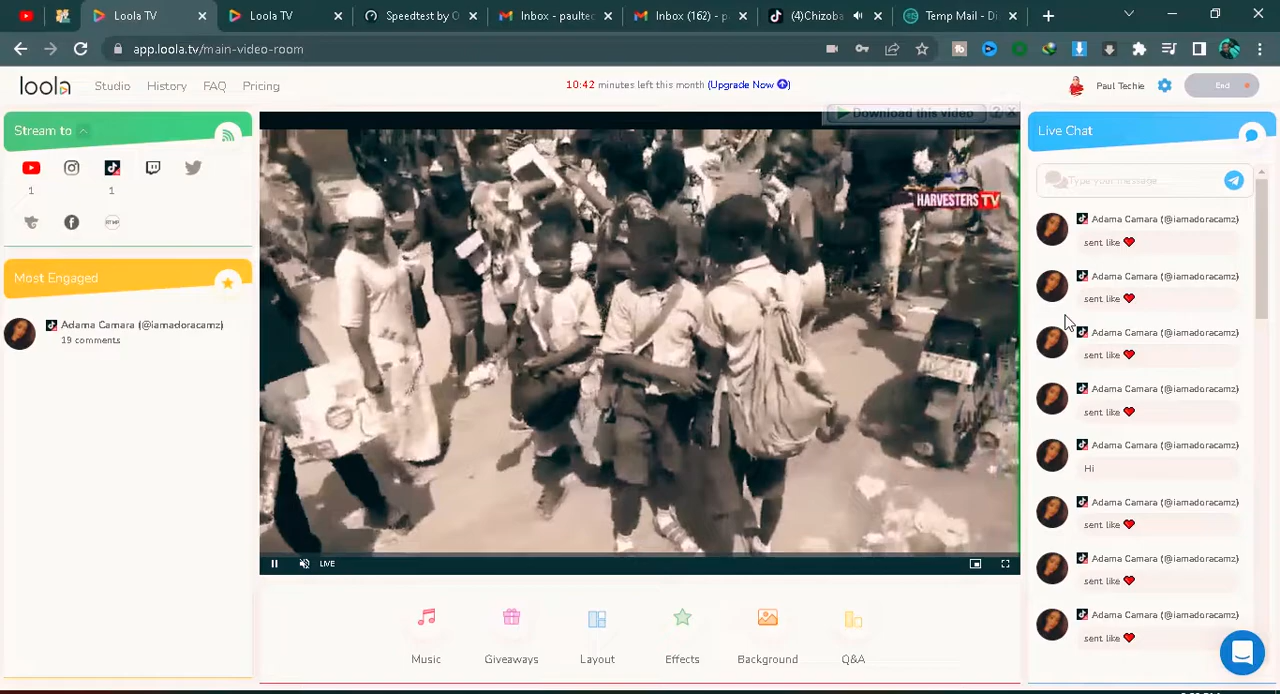 Loola TV
Loola TV
Speedtest by O
Inbox - paultec
Inbox (162) - p
(4)Chizoba
Temp Mail - Di
app.loola.tv/main-video-room
loola
Studio
History
FAQ
Pricing
10:42 minutes left this month (Upgrade Now)
Paul Techie
End
Stream to
1
1
RTMP
Most Engaged
Adama Camara (@iamadoracamz)
19 comments
Download this video
?
HARVESTERS TV
LIVE
Music
Giveaways
Layout
Effects
Background
Q&A
Live Chat
Type your message...
Adama Camara (@iamadoracamz)
sent like ❤
Adama Camara (@iamadoracamz)
sent like ❤
Adama Camara (@iamadoracamz)
sent like ❤
Adama Camara (@iamadoracamz)
sent like ❤
Adama Camara (@iamadoracamz)
Hi
Adama Camara (@iamadoracamz)
sent like ❤
Adama Camara (@iamadoracamz)
sent like ❤
Adama Camara (@iamadoracamz)
sent like ❤